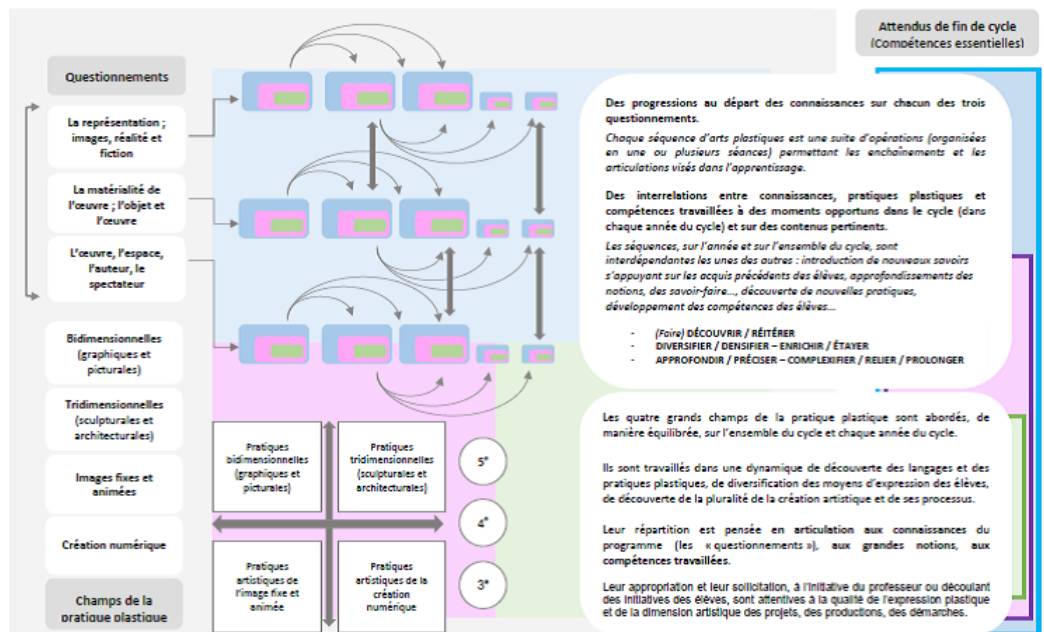 Attendus de fin de cycle
(Compétences essentielles)
Questionnements
La représentation ;
images, réalité et
fiction
La matérialité de
l'œuvre ; l'objet et
l'œuvre
L'œuvre, l'espace,
l'auteur, le
spectateur
Bidimensionnelles
(graphiques et
picturales)
Tridimensionnelles
(sculpturales et
architecturales)
Images fixes et
animées
Création numérique
Champs de la
pratique plastique
Pratiques
bidimensionnelles
(graphiques et
picturales)
Pratiques
tridimensionnelles
(sculpturales et
architecturales)
Pratiques
artistiques de
l'image fixe et
animée
Pratiques
artistiques de la
création
numérique
5e
4e
3e
Des progressions au départ des connaissances sur chacun des trois
questionnements.
Chaque séquence d'arts plastiques est une suite d'opérations (organisées
en une ou plusieurs séances) permettant les enchaînements et les
articulations visés dans l'apprentissage.
Des interrelations entre connaissances, pratiques plastiques et
compétences travaillées à des moments opportuns dans le cycle (dans
chaque année du cycle) et sur des contenus pertinents.
Les séquences, sur l'année et sur l'ensemble du cycle, sont
interdépendantes les unes des autres : introduction de nouveaux savoirs
s'appuyant sur les acquis précédents des élèves, approfondissements des
notions, des savoir-faire..., découverte de nouvelles pratiques,
développement des compétences des élèves...
- (Faire) DÉCOUVRIR / RÉITÉRER
- DIVERSIFIER / DENSIFIER – ENRICHIR / ÉTAYER
- APPROFONDIR / PRÉCISER – COMPLEXIFIER / RELIER / PROLONGER
Les quatre grands champs de la pratique plastique sont abordés, de
manière équilibrée, sur l'ensemble du cycle et chaque année du cycle.
Ils sont travaillés dans une dynamique de découverte des langages et des
pratiques plastiques, de diversification des moyens d'expression des élèves,
de découverte de la pluralité de la création artistique et de ses processus.
Leur répartition est pensée en articulation aux connaissances du
programme (les « questionnements »), aux grandes notions, aux
compétences travaillées.
Leur appropriation et leur sollicitation, à l'initiative du professeur ou découlant
des initiatives des élèves, sont attentives à la qualité de l'expression plastique
et de la dimension artistique des projets, des productions, des démarches.